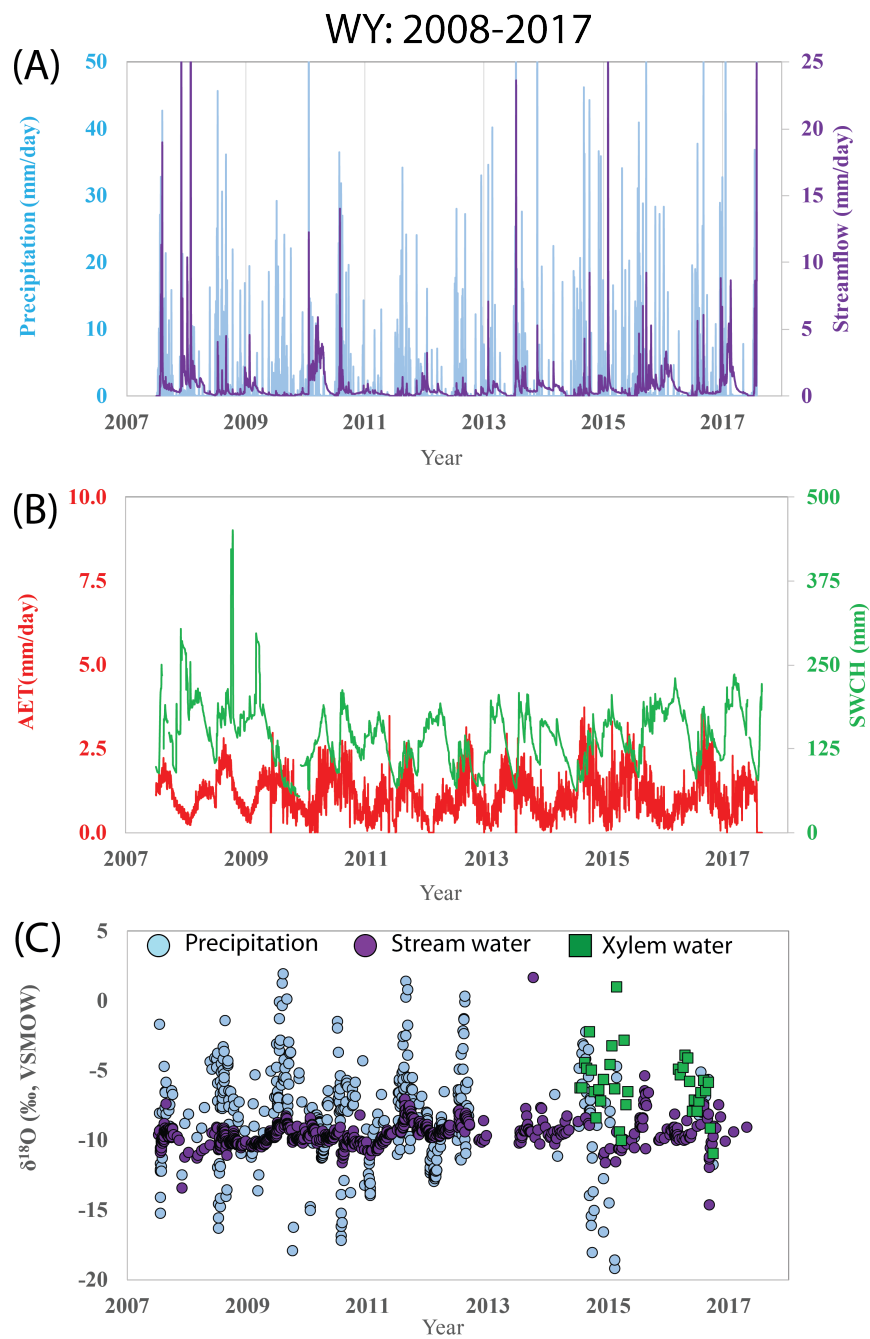 WY: 2008-2017
(A)
50
40
30
20
10
0
Precipitation (mm/day)
25
20
15
10
5
0
Streamflow (mm/day)
2007 2009 2011 2013 2015 2017
Year
(B)
10.0
7.5
5.0
2.5
0.0
AET(mm/day)
500
375
250
125
0
SWCH (mm)
2007 2009 2011 2013 2015 2017
Year
(C)
Precipitation Stream water Xylem water
5
0
-5
-10
-15
-20
δ¹⁸O (‰, VSMOW)
2007 2009 2011 2013 2015 2017
Year